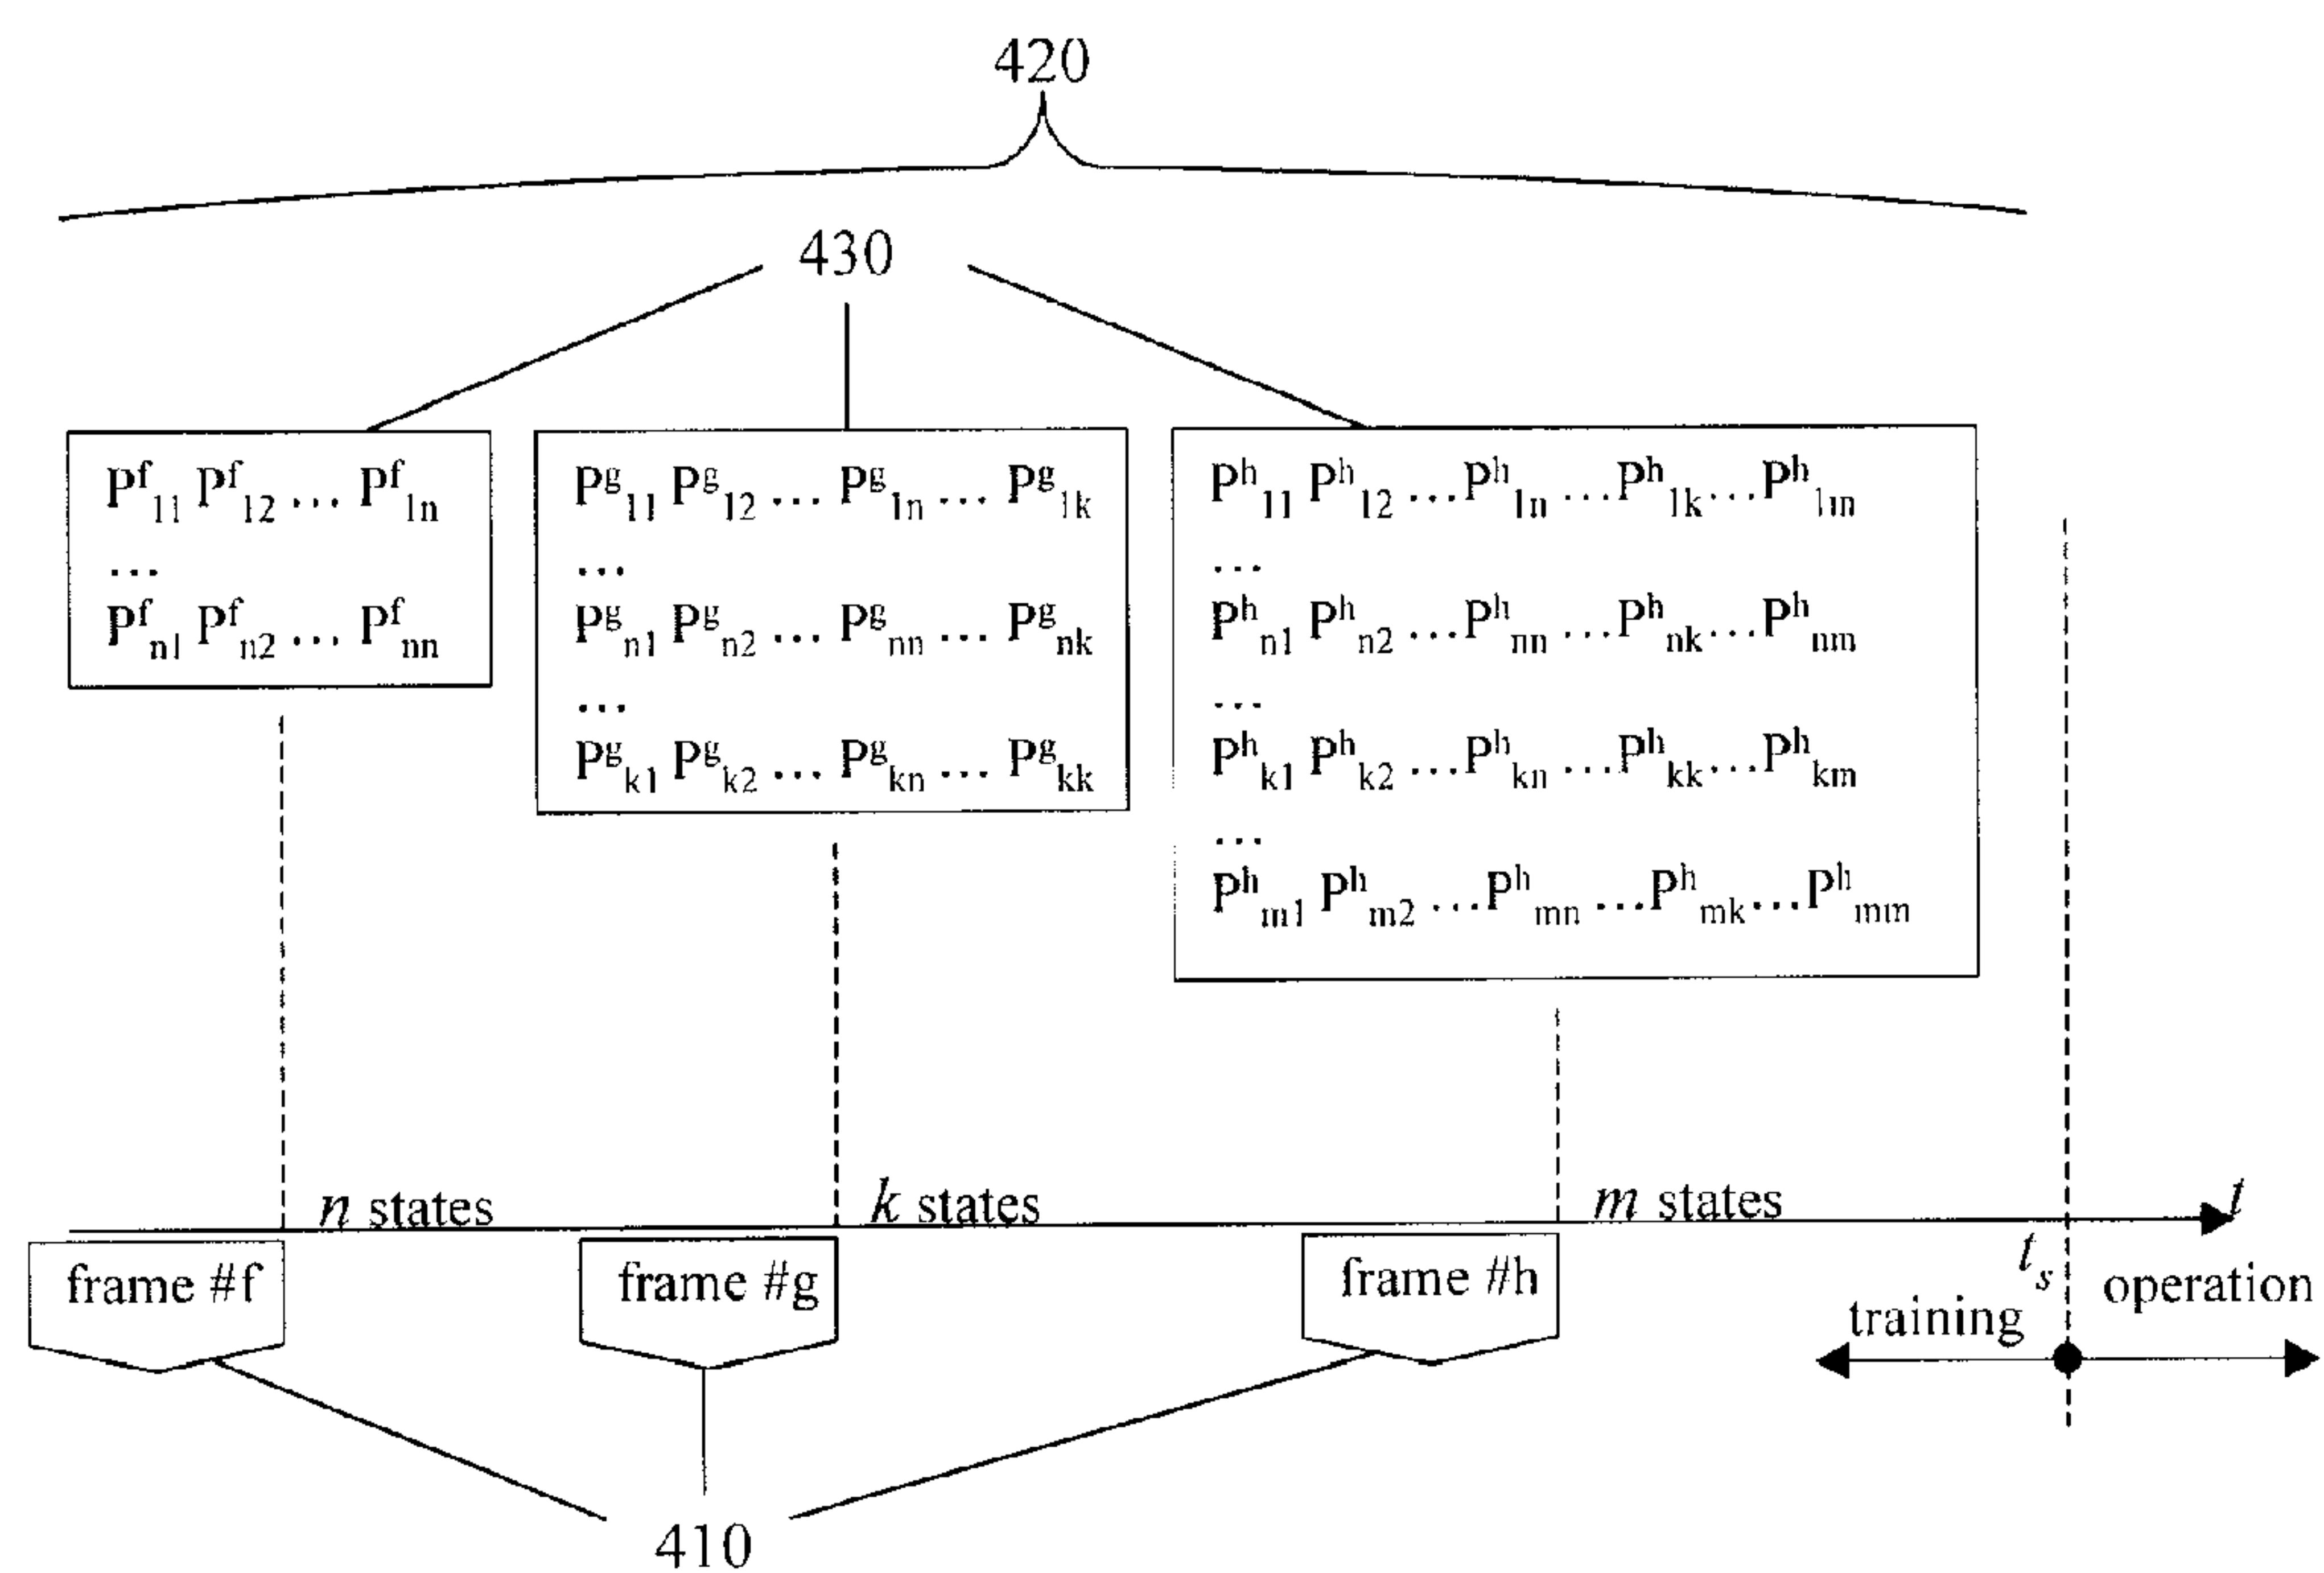 420
430
Pf11 Pf12 ... Pf1n
...
Pfn1 Pfn2 ... Pfnn
Pg11 Pg12 ... Pg1n ... Pg1k
...
Pgn1 Pgn2 ... Pgnn ... Pgnk
...
Pgk1 Pgk2 ... Pgkn ... Pgkk
Ph11 Ph12 ...Ph1n ...Ph1k...Ph1m
...
Phn1 Phn2 ...Phnn ...Phnk...Phnm
...
Phk1 Phk2 ...Phkn ...Phkk...Phkm
...
Phm1 Phm2 ...Phmn ...Phmk...Phmm
n states
k states
m states
t
frame #f
frame #g
frame #h
ts
training
operation
410